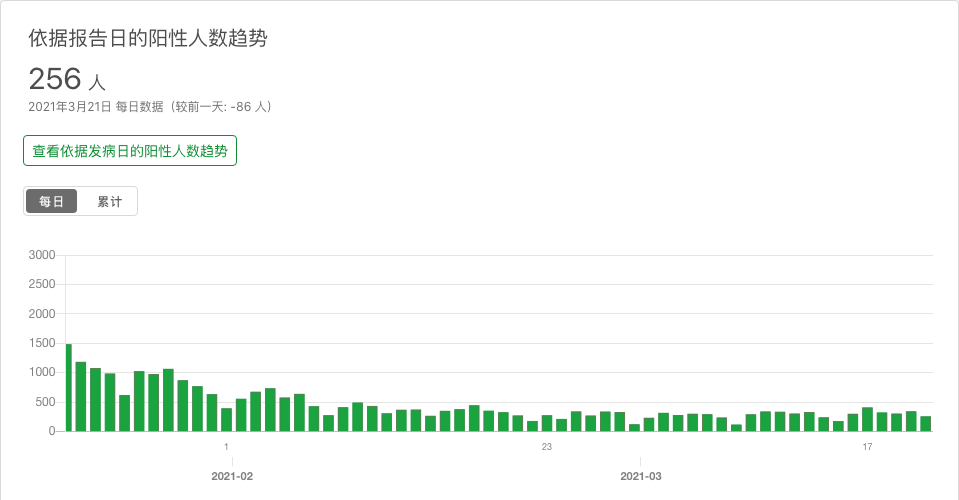 依据报告日的阳性人数趋势
256 人
2021年3月21日 每日数据（较前一天: -86 人）
查看依据发病日的阳性人数趋势
每日 累计
3000
2500
2000
1500
1000
500
0
1 23 17
2021-02 2021-03